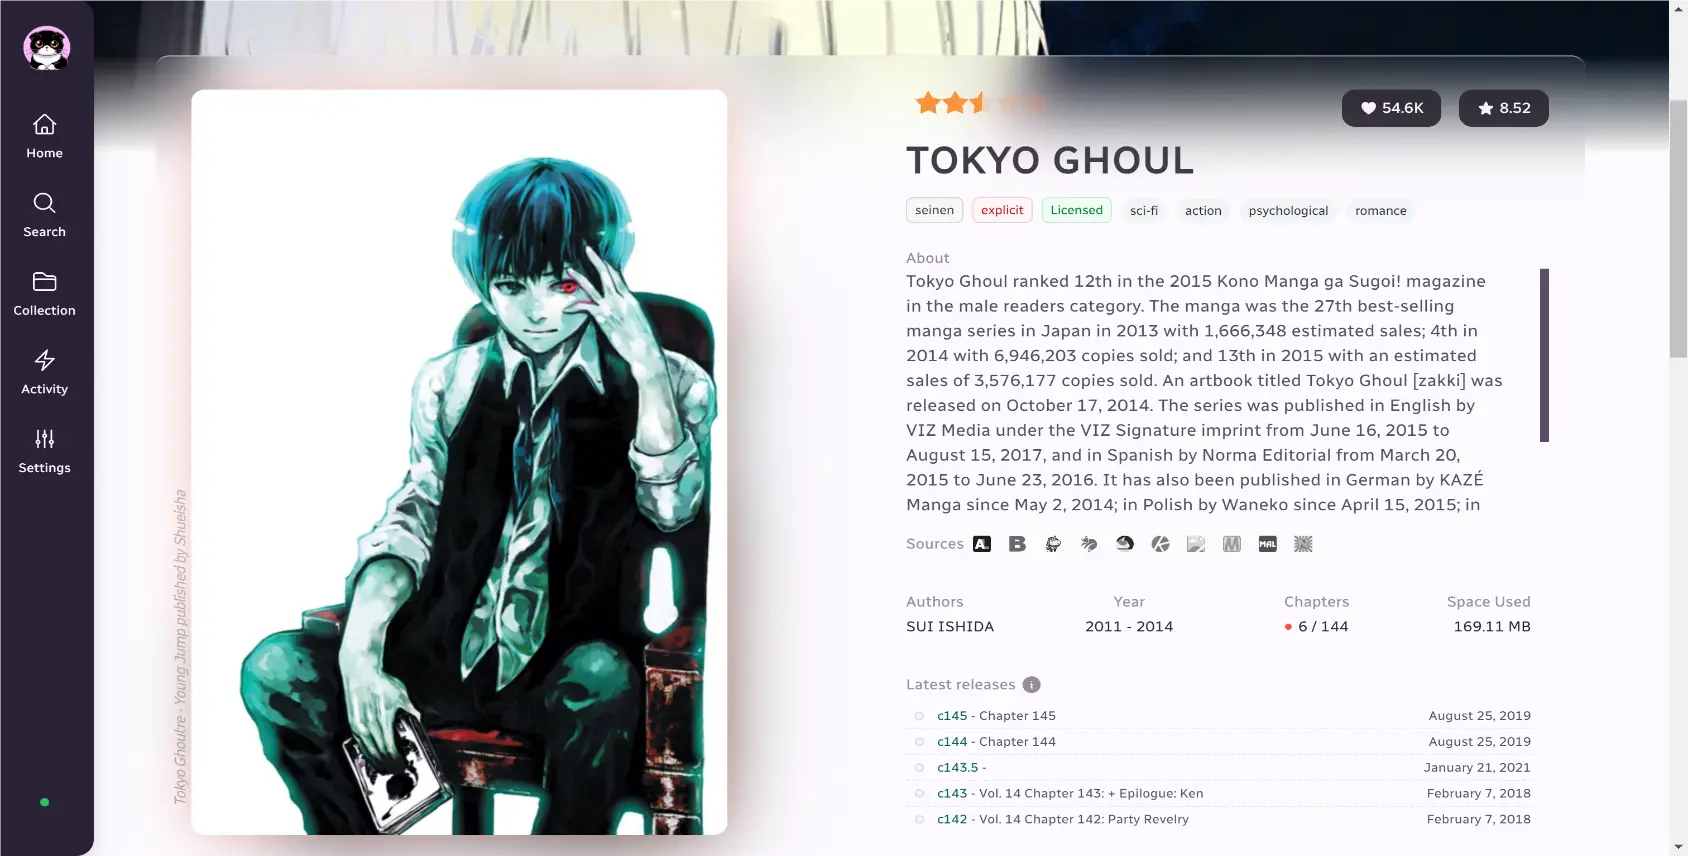 Home
Search
Collection
Activity
Settings
54.6K
8.52
TOKYO GHOUL
seinen
explicit
Licensed
sci-fi
action
psychological
romance
About
Tokyo Ghoul ranked 12th in the 2015 Kono Manga ga Sugoi! magazine
in the male readers category. The manga was the 27th best-selling
manga series in Japan in 2013 with 1,666,348 estimated sales; 4th in
2014 with 6,946,203 copies sold; and 13th in 2015 with an estimated
sales of 3,576,177 copies sold. An artbook titled Tokyo Ghoul [zakki] was
released on October 17, 2014. The series was published in English by
VIZ Media under the VIZ Signature imprint from June 16, 2015 to
August 15, 2017, and in Spanish by Norma Editorial from March 20,
2015 to June 23, 2016. It has also been published in German by KAZÉ
Manga since May 2, 2014; in Polish by Waneko since April 15, 2015; in
Sources
A
B
M
MAL
Authors
SUI ISHIDA
Year
2011 - 2014
Chapters
6 / 144
Space Used
169.11 MB
Latest releases i
c145 - Chapter 145 August 25, 2019
c144 - Chapter 144 August 25, 2019
c143.5 - January 21, 2021
c143 - Vol. 14 Chapter 143: + Epilogue: Ken February 7, 2018
c142 - Vol. 14 Chapter 142: Party Revelry February 7, 2018
Young Jump published by Shueisha